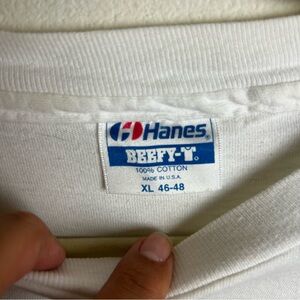 Hanes®
BEEFY-T®
100% COTTON
MADE IN U.S.A.
XL 46-48